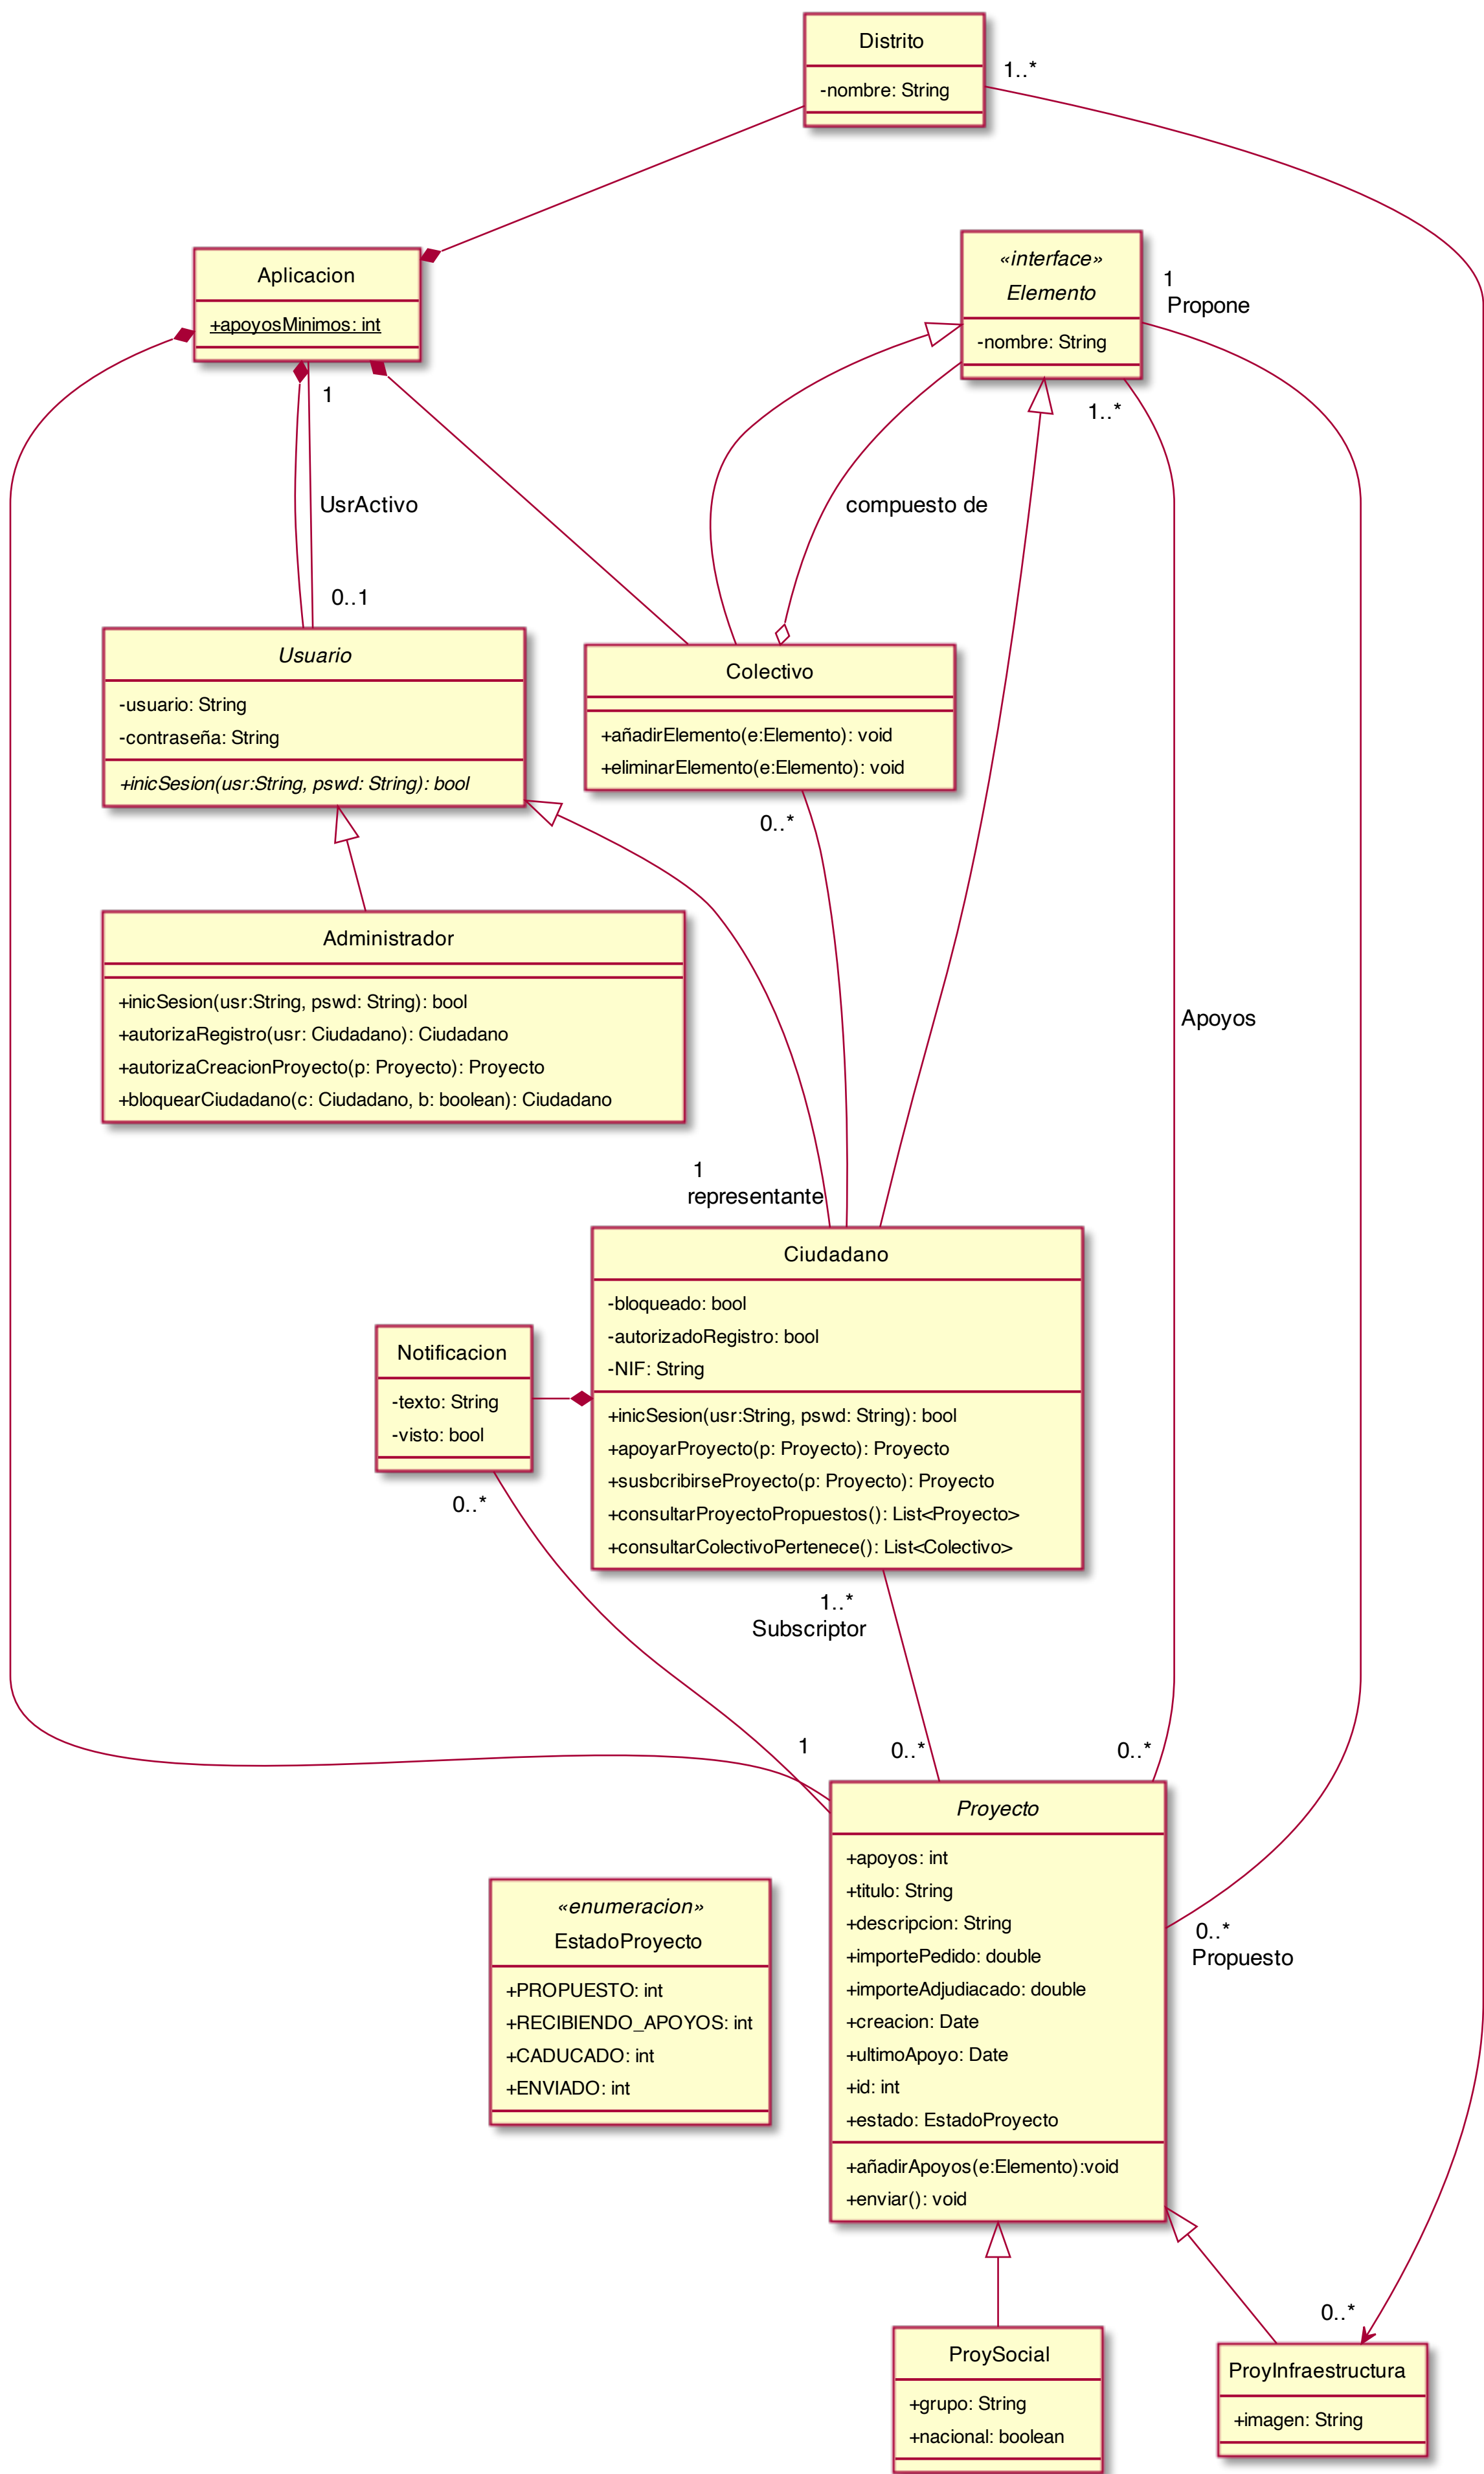 Distrito
-nombre: String
1..*
Aplicacion
+apoyosMinimos: int
«interface»
Elemento
-nombre: String
1
Propone
1
1..*
UsrActivo
compuesto de
0..1
Usuario
-usuario: String
-contraseña: String
+inicSesion(usr:String, pswd: String): bool
Colectivo
+añadirElemento(e:Elemento): void
+eliminarElemento(e:Elemento): void
0..*
Administrador
+inicSesion(usr:String, pswd: String): bool
+autorizaRegistro(usr: Ciudadano): Ciudadano
+autorizaCreacionProyecto(p: Proyecto): Proyecto
+bloquearCiudadano(c: Ciudadano, b: boolean): Ciudadano
Apoyos
1
representante
Ciudadano
-bloqueado: bool
-autorizadoRegistro: bool
-NIF: String
+inicSesion(usr:String, pswd: String): bool
+apoyarProyecto(p: Proyecto): Proyecto
+susbcribirseProyecto(p: Proyecto): Proyecto
+consultarProyectoPropuestos(): List<Proyecto>
+consultarColectivoPertenece(): List<Colectivo>
Notificacion
-texto: String
-visto: bool
0..*
1..*
Subscriptor
1
0..*
0..*
Proyecto
+apoyos: int
+titulo: String
+descripcion: String
+importePedido: double
+importeAdjudiacado: double
+creacion: Date
+ultimoApoyo: Date
+id: int
+estado: EstadoProyecto
+añadirApoyos(e:Elemento):void
+enviar(): void
0..*
Propuesto
«enumeracion»
EstadoProyecto
+PROPUESTO: int
+RECIBIENDO_APOYOS: int
+CADUCADO: int
+ENVIADO: int
0..*
ProySocial
+grupo: String
+nacional: boolean
ProyInfraestructura
+imagen: String